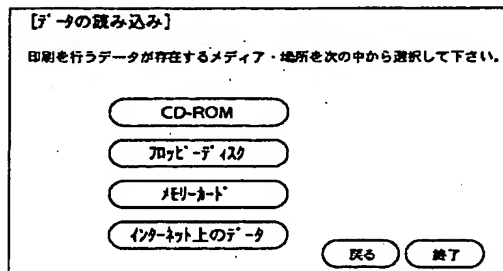 [ﾃﾞｰﾀの読み込み]
印刷を行うデータが存在するメディア・場所を次の中から選択して下さい。
CD-ROM
ﾌﾛｯﾋﾟｰﾃﾞｨｽｸ
ﾒﾓﾘｰｶｰﾄﾞ
ｲﾝﾀｰﾈｯﾄ上のﾃﾞｰﾀ
戻る 終了